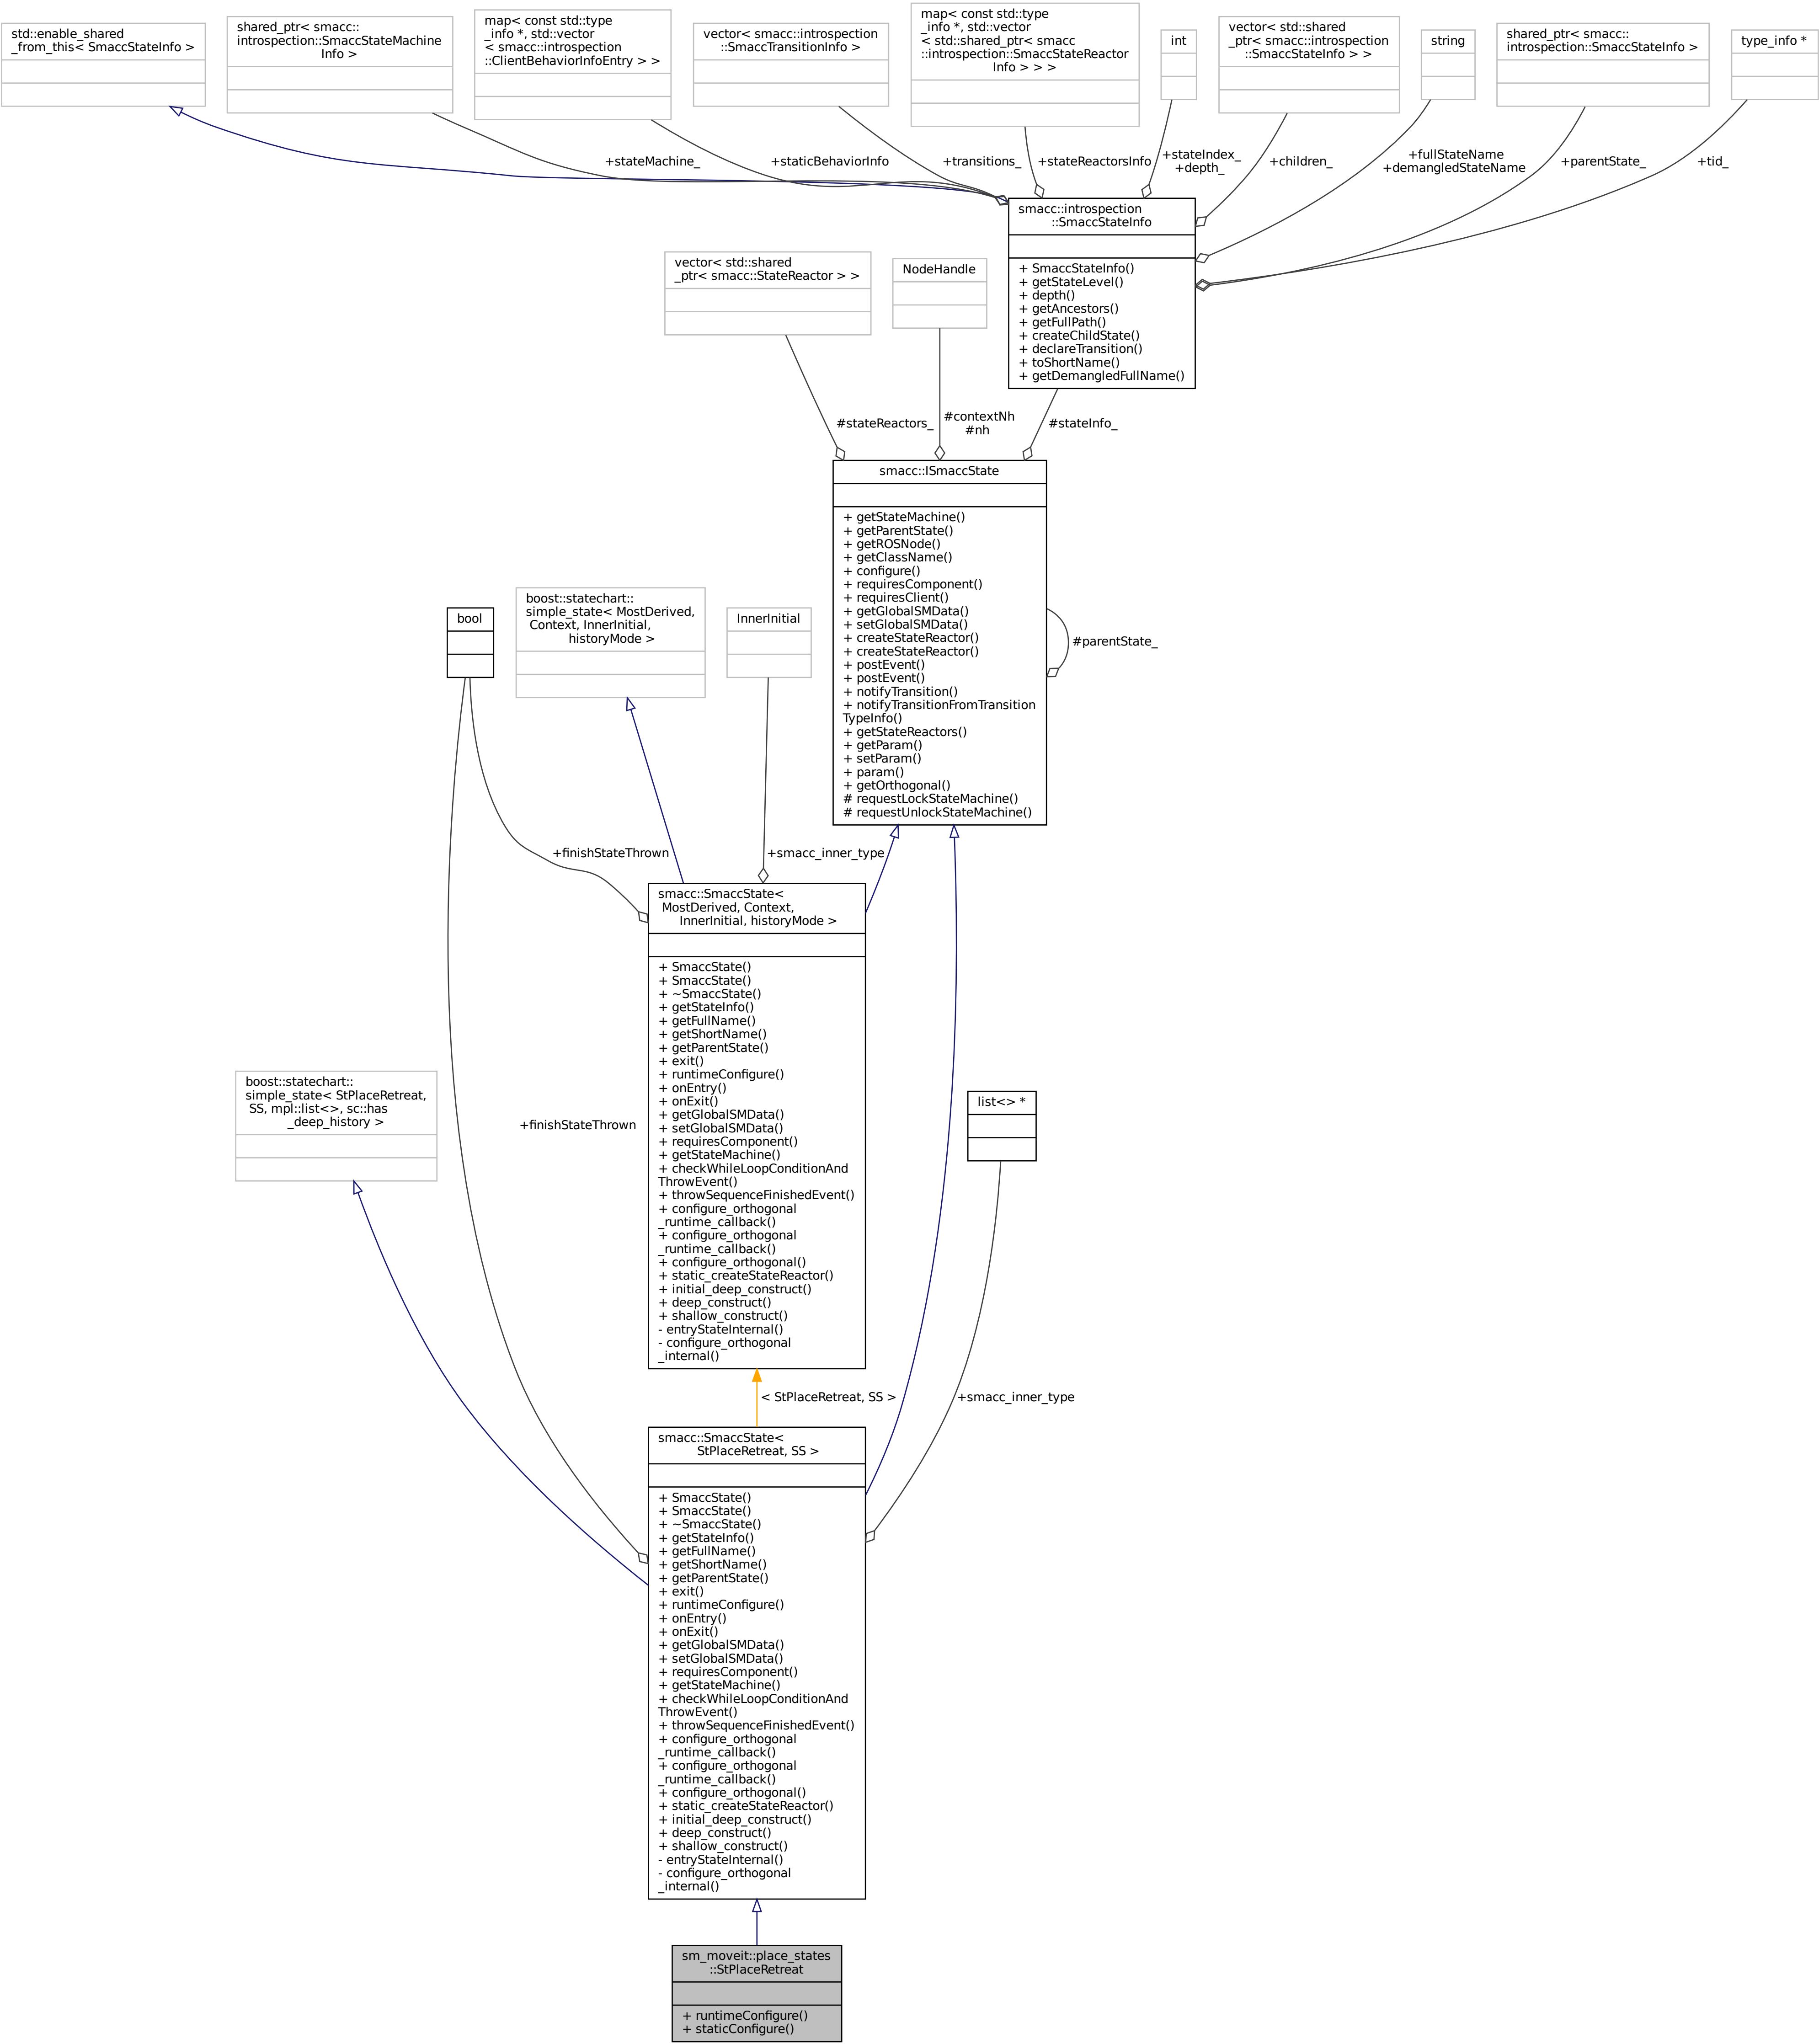 std::enable_shared
_from_this< SmaccStateInfo >
shared_ptr< smacc::
introspection::SmaccStateMachine
Info >
map< const std::type
_info *, std::vector
< smacc::introspection
::ClientBehaviorInfoEntry > >
vector< smacc::introspection
::SmaccTransitionInfo >
map< const std::type
_info *, std::vector
< std::shared_ptr< smacc
::introspection::SmaccStateReactor
Info > > >
int
vector< std::shared
_ptr< smacc::introspection
::SmaccStateInfo > >
string
shared_ptr< smacc::
introspection::SmaccStateInfo >
type_info *
+stateMachine_
+staticBehaviorInfo
+transitions_
+stateReactorsInfo
+stateIndex_
+depth_
+children_
+fullStateName
+demangledStateName
+parentState_
+tid_
smacc::introspection
::SmaccStateInfo
+ SmaccStateInfo()
+ getStateLevel()
+ depth()
+ getAncestors()
+ getFullPath()
+ createChildState()
+ declareTransition()
+ toShortName()
+ getDemangledFullName()
vector< std::shared
_ptr< smacc::StateReactor > >
NodeHandle
#stateReactors_
#contextNh
#nh
#stateInfo_
smacc::ISmaccState
+ getStateMachine()
+ getParentState()
+ getROSNode()
+ getClassName()
+ configure()
+ requiresComponent()
+ requiresClient()
+ getGlobalSMData()
+ setGlobalSMData()
+ createStateReactor()
+ createStateReactor()
+ postEvent()
+ postEvent()
+ notifyTransition()
+ notifyTransitionFromTransition
TypeInfo()
+ getStateReactors()
+ getParam()
+ setParam()
+ param()
+ getOrthogonal()
# requestLockStateMachine()
# requestUnlockStateMachine()
#parentState_
bool
boost::statechart::
simple_state< MostDerived,
Context, InnerInitial,
historyMode >
InnerInitial
+finishStateThrown
+smacc_inner_type
smacc::SmaccState<
MostDerived, Context,
InnerInitial, historyMode >
+ SmaccState()
+ SmaccState()
+ ~SmaccState()
+ getStateInfo()
+ getFullName()
+ getShortName()
+ getParentState()
+ exit()
+ runtimeConfigure()
+ onEntry()
+ onExit()
+ getGlobalSMData()
+ setGlobalSMData()
+ requiresComponent()
+ getStateMachine()
+ checkWhileLoopConditionAnd
ThrowEvent()
+ throwSequenceFinishedEvent()
+ configure_orthogonal
_runtime_callback()
+ configure_orthogonal
_runtime_callback()
+ configure_orthogonal()
+ static_createStateReactor()
+ initial_deep_construct()
+ deep_construct()
+ shallow_construct()
- entryStateInternal()
- configure_orthogonal
_internal()
boost::statechart::
simple_state< StPlaceRetreat,
SS, mpl::list<>, sc::has
_deep_history >
+finishStateThrown
list<> *
< StPlaceRetreat, SS >
+smacc_inner_type
smacc::SmaccState<
StPlaceRetreat, SS >
+ SmaccState()
+ SmaccState()
+ ~SmaccState()
+ getStateInfo()
+ getFullName()
+ getShortName()
+ getParentState()
+ exit()
+ runtimeConfigure()
+ onEntry()
+ onExit()
+ getGlobalSMData()
+ setGlobalSMData()
+ requiresComponent()
+ getStateMachine()
+ checkWhileLoopConditionAnd
ThrowEvent()
+ throwSequenceFinishedEvent()
+ configure_orthogonal
_runtime_callback()
+ configure_orthogonal
_runtime_callback()
+ configure_orthogonal()
+ static_createStateReactor()
+ initial_deep_construct()
+ deep_construct()
+ shallow_construct()
- entryStateInternal()
- configure_orthogonal
_internal()
sm_moveit::place_states
::StPlaceRetreat
+ runtimeConfigure()
+ staticConfigure()